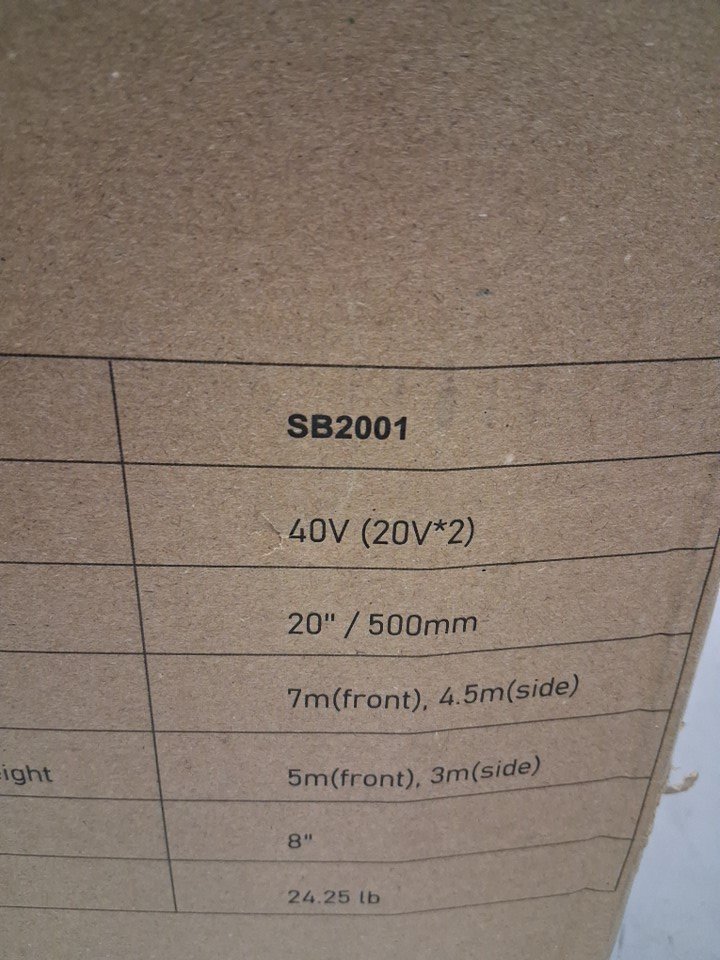 SB2001
40V (20V*2)
20" / 500mm
7m(front), 4.5m(side)
ight 5m(front), 3m(side)
8"
24.25 lb